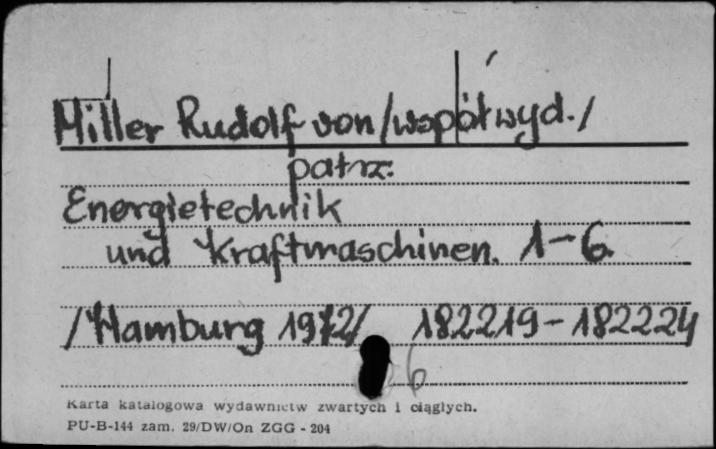 Miller Rudolf von /współwyd./
patrz:
Energietechnik
und Kraftmaschinen. 1-6.
/Hamburg 1972/ 182219-182224
6
Karta katalogowa wydawnictw zwartych i ciągłych.
PU-B-144 zam. 29/DW/On ZGG - 204